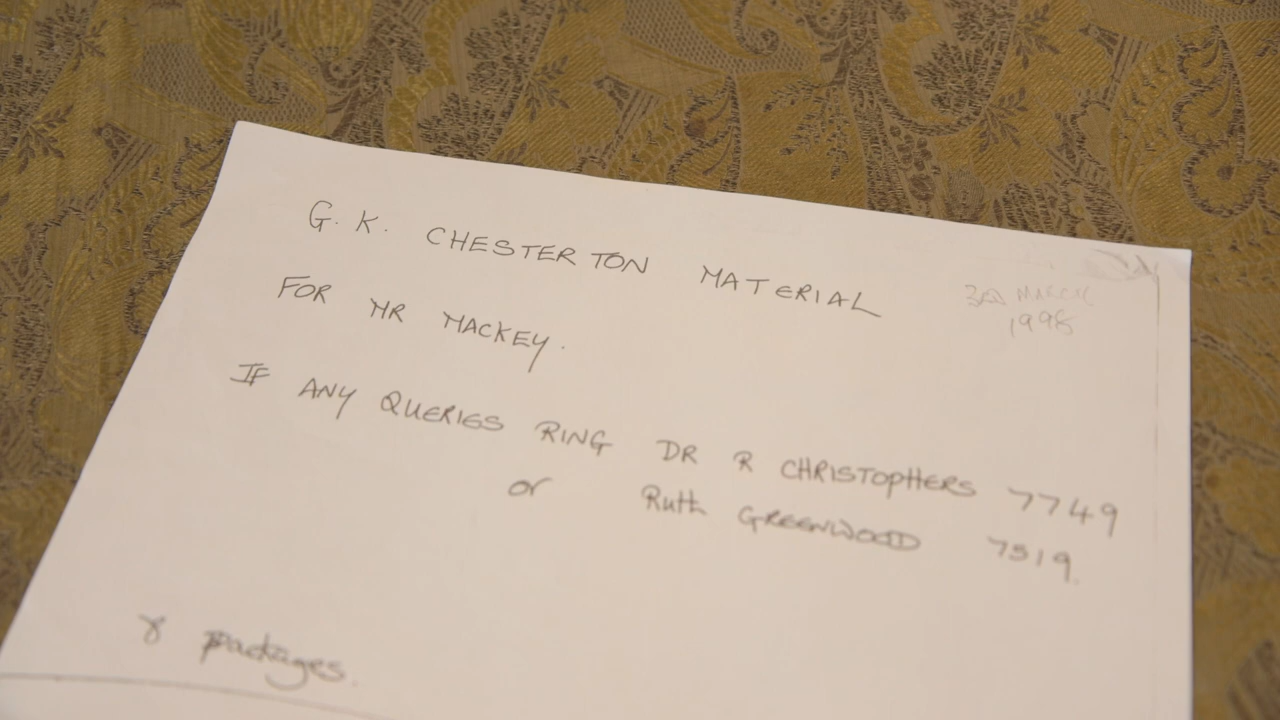 G. K. CHESTERTON MATERIAL
3RD MARCH
1998
FOR MR MACKEY.
IF ANY QUERIES RING DR R CHRISTOPHERS 7749
or Ruth GREENWOOD 7519.
8 packages.